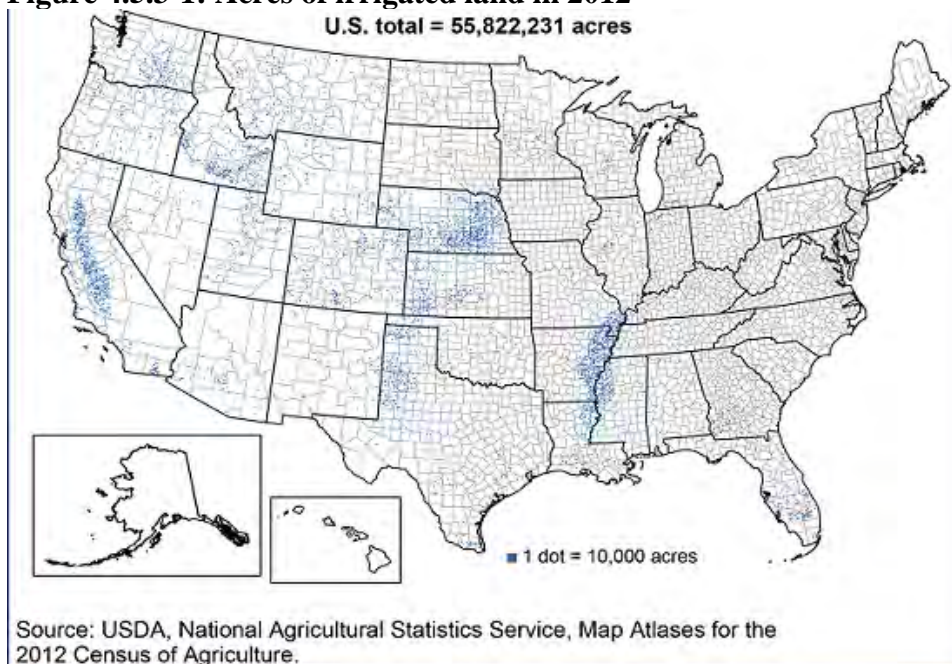 Figure 4.3.3-1: Acres of irrigated land in 2012
U.S. total = 55,822,231 acres
1 dot = 10,000 acres
Source: USDA, National Agricultural Statistics Service, Map Atlases for the
2012 Census of Agriculture.